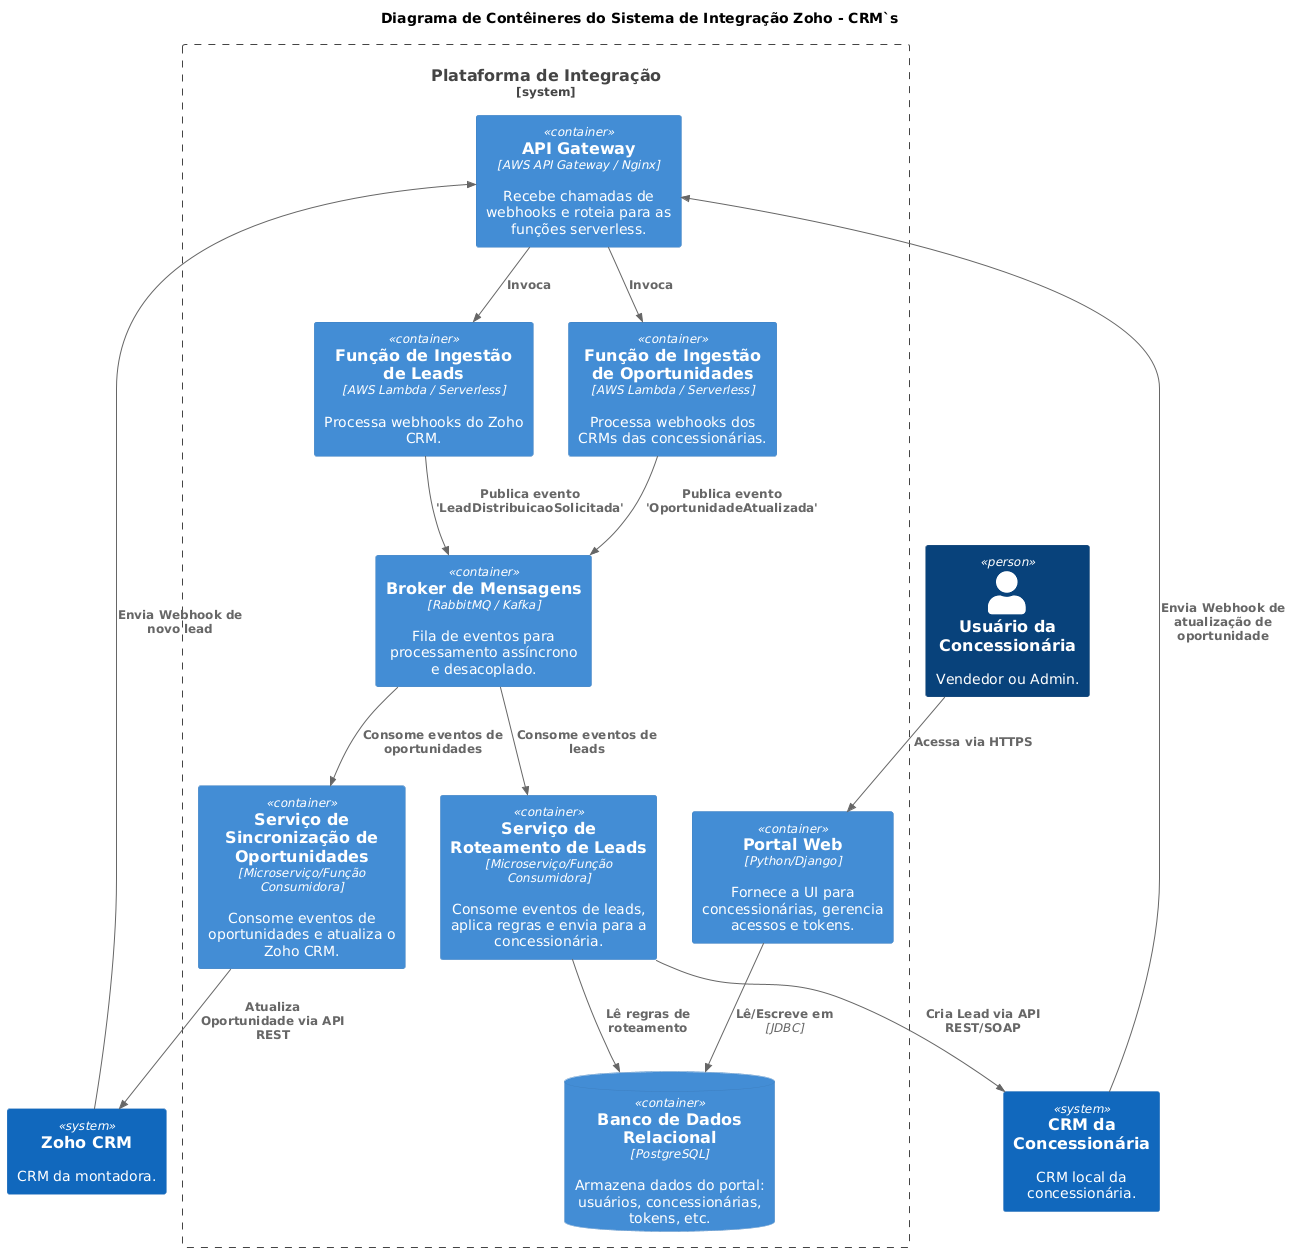 Diagrama de Contêineres do Sistema de Integração Zoho - CRM`s
Plataforma de Integração
[system]
«container»
API Gateway
[AWS API Gateway / Nginx]
Recebe chamadas de
webhooks e roteia para as
funções serverless.
Invoca
Invoca
«container»
Função de Ingestão
de Leads
[AWS Lambda / Serverless]
Processa webhooks do Zoho
CRM.
«container»
Função de Ingestão
de Oportunidades
[AWS Lambda / Serverless]
Processa webhooks dos
CRMs das concessionárias.
Publica evento
'LeadDistribuicaoSolicitada'
Publica evento
'OportunidadeAtualizada'
«container»
Broker de Mensagens
[RabbitMQ / Kafka]
Fila de eventos para
processamento assíncrono
e desacoplado.
«person»
Usuário da
Concessionária
Vendedor ou Admin.
Envia Webhook de
novo lead
Envia Webhook de
atualização de
oportunidade
Consome eventos de
oportunidades
Consome eventos de
leads
Acessa via HTTPS
«container»
Serviço de
Sincronização de
Oportunidades
[Microserviço/Função
Consumidora]
Consome eventos de
oportunidades e atualiza o
Zoho CRM.
«container»
Serviço de
Roteamento de Leads
[Microserviço/Função
Consumidora]
Consome eventos de leads,
aplica regras e envia para a
concessionária.
«container»
Portal Web
[Python/Django]
Fornece a UI para
concessionárias, gerencia
acessos e tokens.
Atualiza
Oportunidade via API
REST
Lê regras de
roteamento
Lê/Escreve em
[JDBC]
Cria Lead via API
REST/SOAP
«system»
Zoho CRM
CRM da montadora.
«container»
Banco de Dados
Relacional
[PostgreSQL]
Armazena dados do portal:
usuários, concessionárias,
tokens, etc.
«system»
CRM da
Concessionária
CRM local da
concessionária.